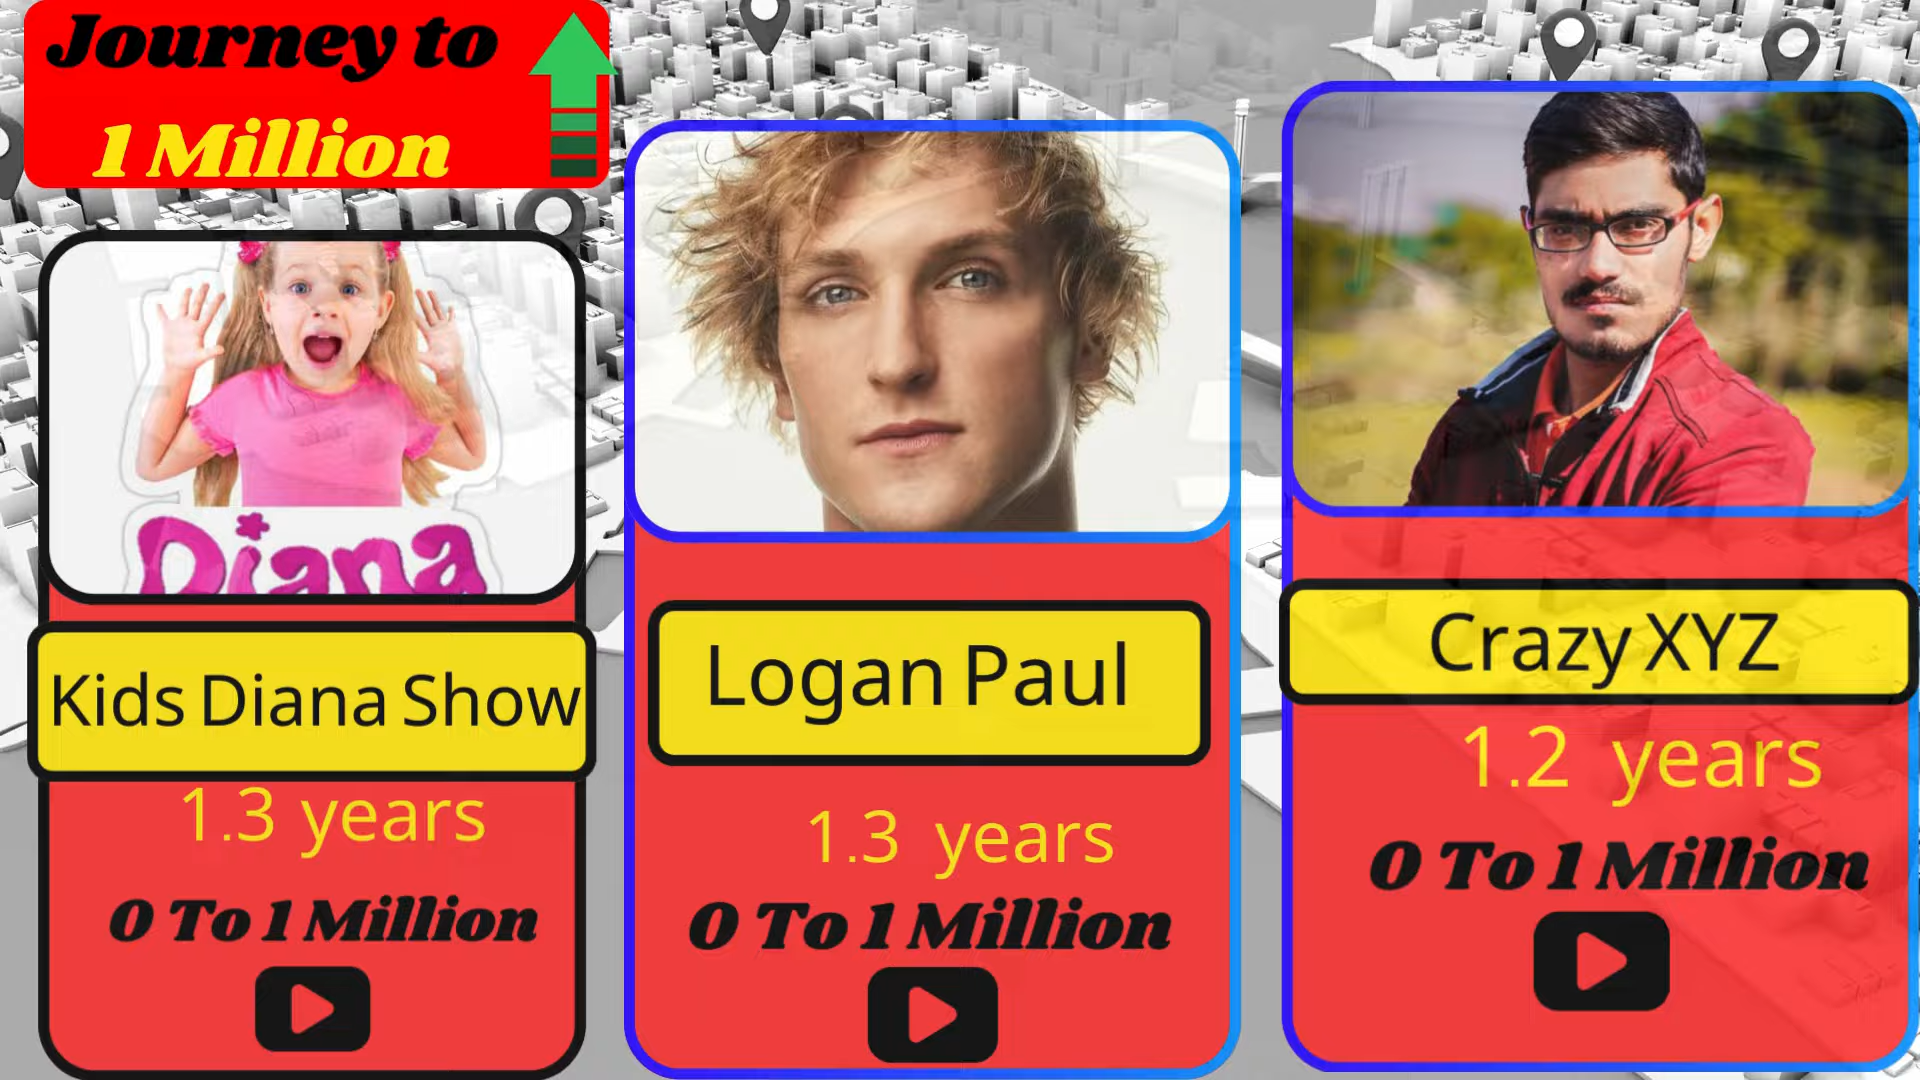 Journey to
1 Million
Diana
Kids Diana Show
1.3 years
0 To 1 Million
Logan Paul
1.3 years
0 To 1 Million
Crazy XYZ
1.2 years
0 To 1 Million